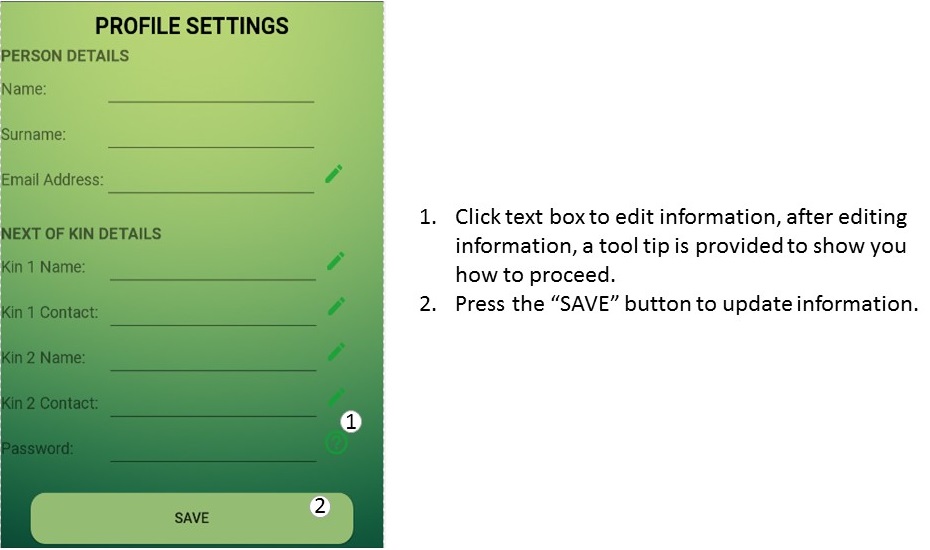 PROFILE SETTINGS
PERSON DETAILS
Name:
Surname:
Email Address:
NEXT OF KIN DETAILS
Kin 1 Name:
Kin 1 Contact:
Kin 2 Name:
Kin 2 Contact:
1
Password:
?
2
SAVE
1. Click text box to edit information, after editing
information, a tool tip is provided to show you
how to proceed.
2. Press the “SAVE” button to update information.